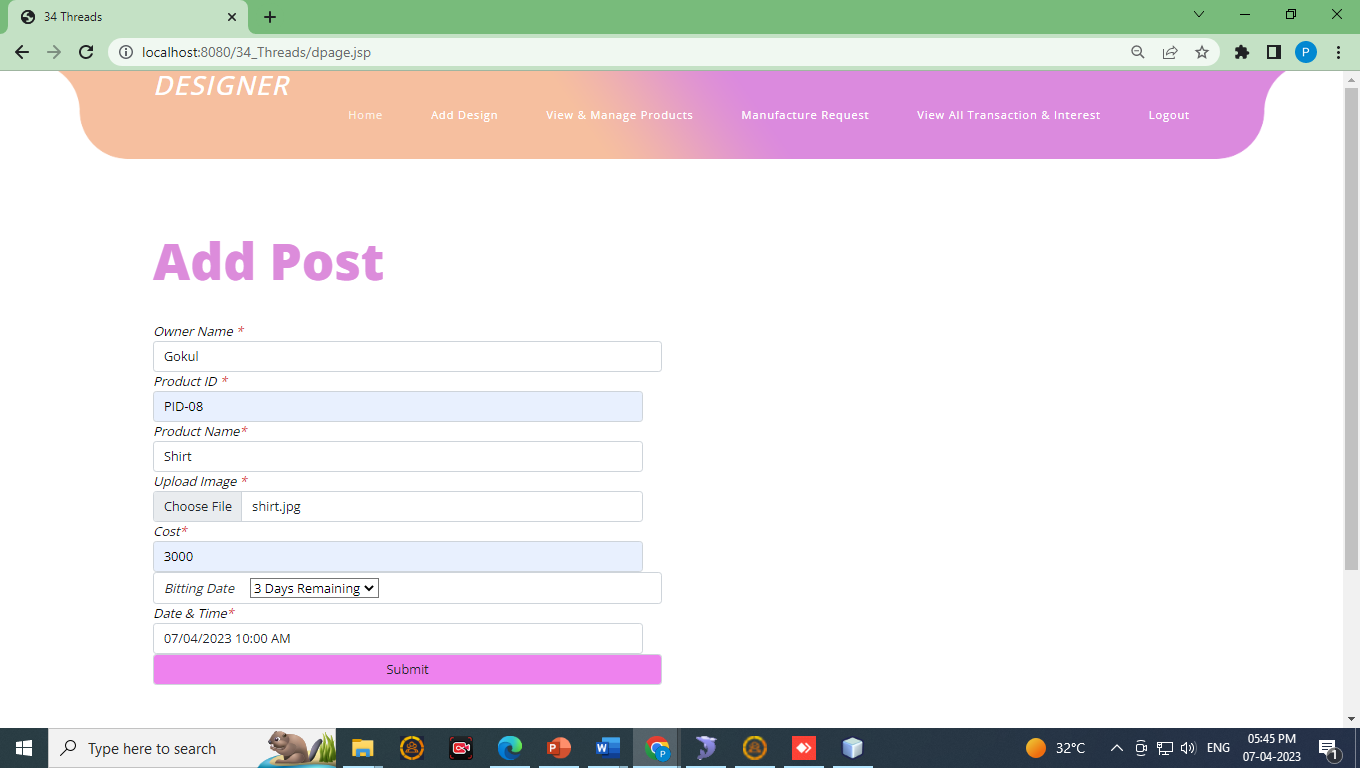 34 Threads
localhost:8080/34_Threads/dpage.jsp
P
DESIGNER
Home Add Design View & Manage Products Manufacture Request View All Transaction & Interest Logout
Add Post
Owner Name *
Gokul
Product ID *
PID-08
Product Name*
Shirt
Upload Image *
Choose File shirt.jpg
Cost*
3000
Bitting Date 3 Days Remaining
Date & Time*
07/04/2023 10:00 AM
Submit
Type here to search
P
W
P
32°C
ENG
05:45 PM
07-04-2023
1